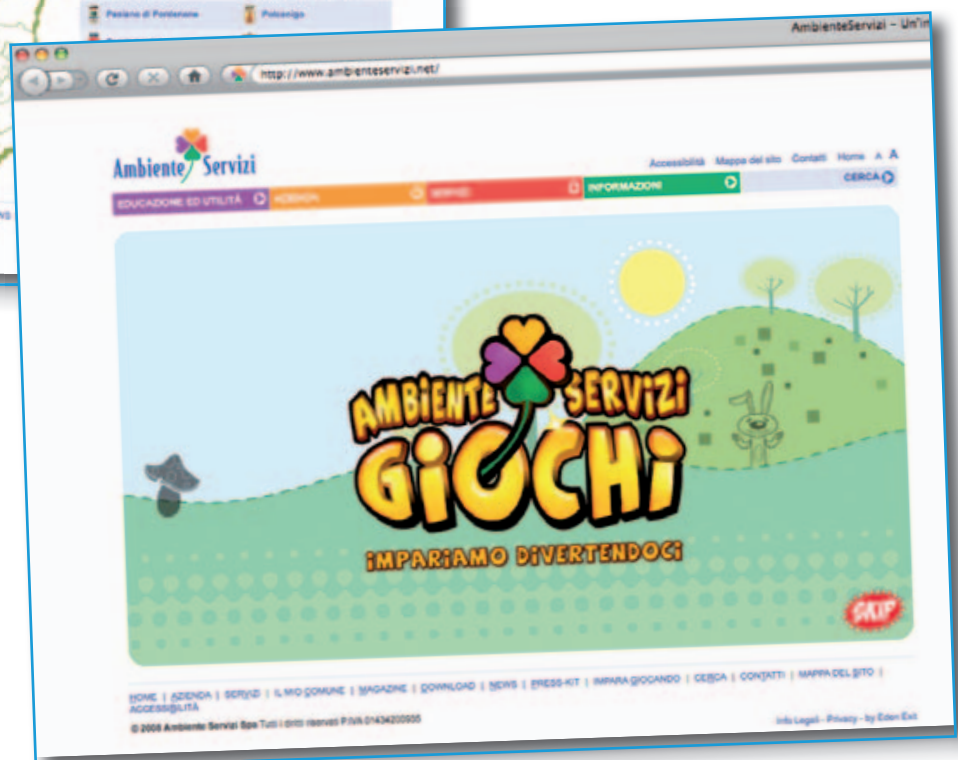 Pasiano di Pordenone
Polcenigo
AmbienteServizi – Un'im
http://www.ambienteservizi.net/
Ambiente Servizi
Accessibilità Mappa del sito Contatti Home A A
EDUCAZIONE ED UTILITÀ AZIENDA SERVIZI INFORMAZIONI CERCA
AMBIENTE SERVIZI
GIOCHI
IMPARIAMO DIVERTENDOCI
SKIP
HOME | AZIENDA | SERVIZI | IL MIO COMUNE | MAGAZINE | DOWNLOAD | NEWS | PRESS-KIT | IMPARA GIOCANDO | CERCA | CONTATTI | MAPPA DEL SITO |
ACCESSIBILITÀ
© 2008 Ambiente Servizi Spa Tutti i diritti riservati P.IVA 01434200935
Info Legali - Privacy - by Eden Exit